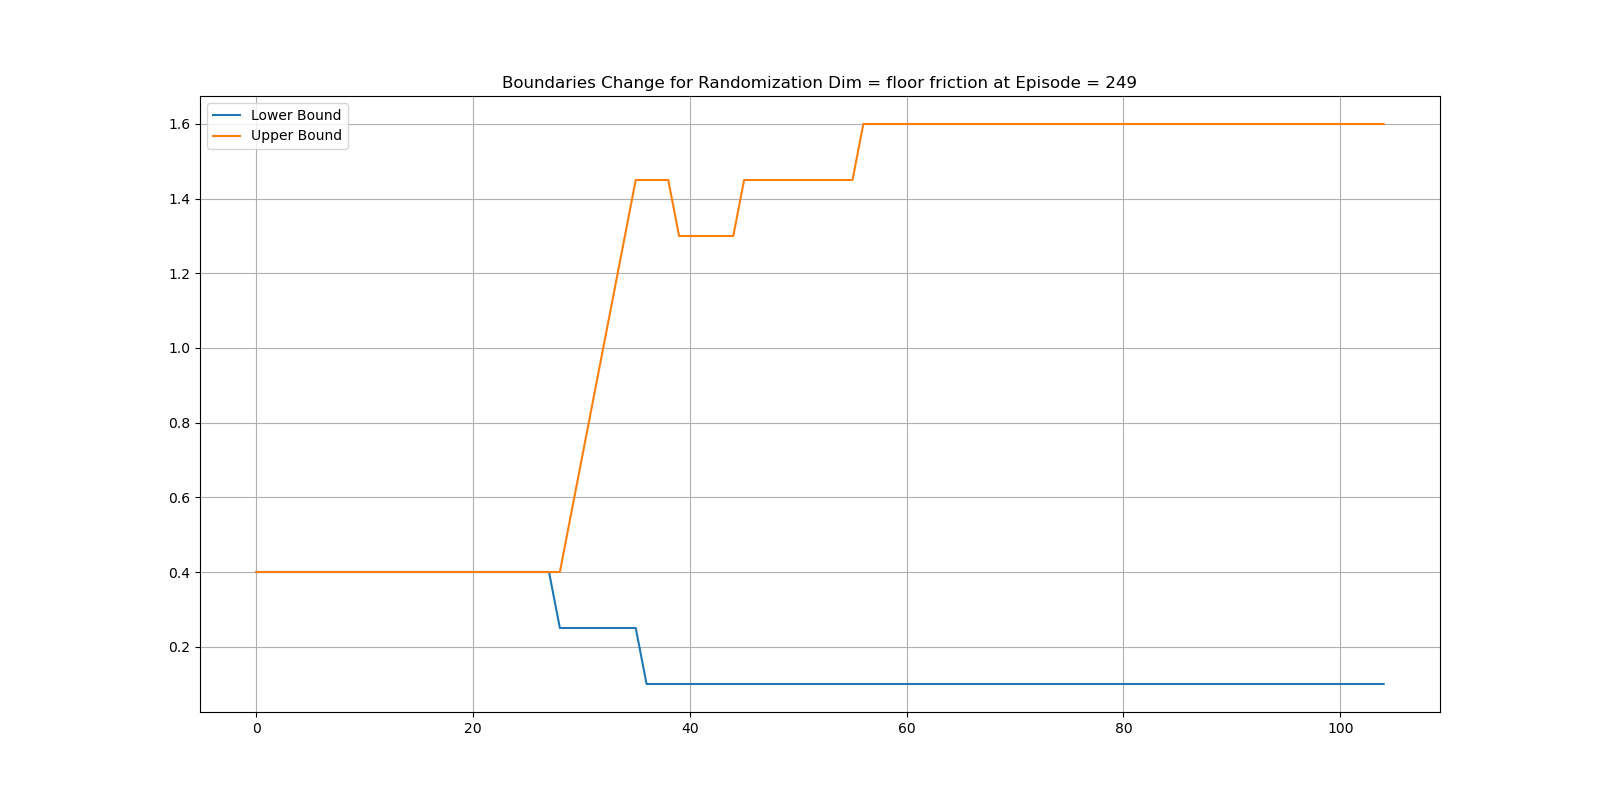 Boundaries Change for Randomization Dim = floor friction at Episode = 249
Lower Bound
Upper Bound
1.6
1.4
1.2
1.0
0.8
0.6
0.4
0.2
0 20 40 60 80 100